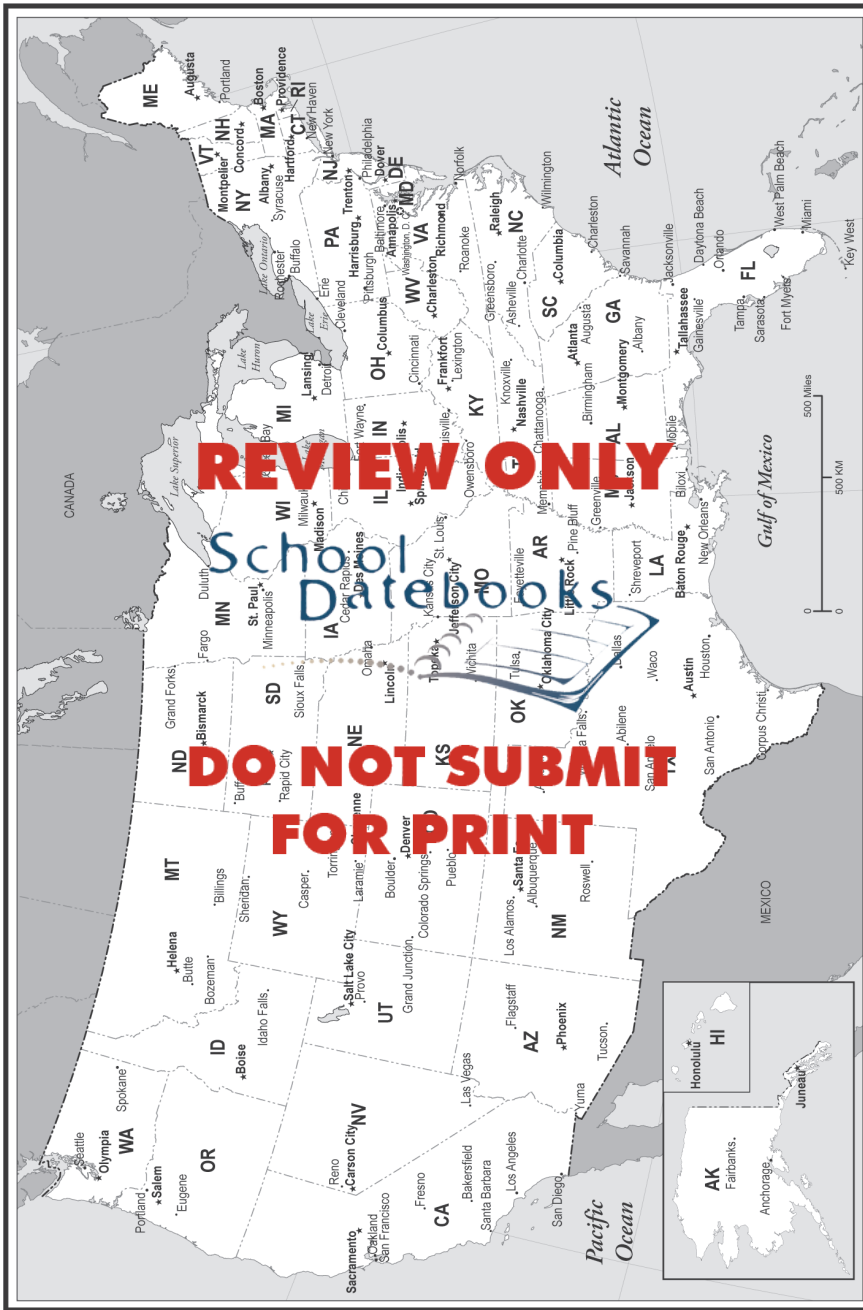 REVIEW ONLY
School
Datebooks
DO NOT SUBMIT
FOR PRINT
CANADA
MEXICO
Atlantic
Ocean
Gulf of Mexico
Pacific
Ocean
500 Miles
500 KM
0
0
Lake Superior
Lake
Huron
Lake Ontario
Lake
Erie
WA
Seattle
Olympia
Spokane
OR
Portland
Salem
Eugene
CA
Sacramento
Oakland
San Francisco
Fresno
Bakersfield
Santa Barbara
Los Angeles
San Diego
NV
Reno
Carson City
Las Vegas
ID
Boise
Idaho Falls
MT
Helena
Butte
Bozeman
Billings
WY
Sheridan
Casper
Laramie
UT
Salt Lake City
Provo
AZ
Flagstaff
Phoenix
Tucson
Yuma
Boulder
Denver
Grand Junction
Colorado Springs
Pueblo
NM
Los Alamos
Albuquerque
Roswell
ND
Grand Forks
Fargo
Bismarck
SD
Rapid City
Sioux Falls
NE
Omaha
Lincoln
KS
Topeka
OK
Tulsa
Oklahoma City
Dallas
Abilene
Waco
Austin
Houston
San Antonio
Corpus Christi
MN
Duluth
St. Paul
Minneapolis
IA
Cedar Rapids
Des Moines
MO
Kansas City
Jefferson City
St. Louis
AR
Pine Bluff
LA
Shreveport
Baton Rouge
New Orleans
WI
Madison
IL
MI
Lansing
Detroit
IN
OH
Cleveland
Columbus
Cincinnati
KY
Frankfort
Lexington
Owensboro
Nashville
Knoxville
Chattanooga
Memphis
Greenville
Jackson
Biloxi
AL
Birmingham
Montgomery
Mobile
GA
Atlanta
Augusta
Albany
Savannah
FL
Tallahassee
Jacksonville
Gainesville
Daytona Beach
Orlando
Tampa
Sarasota
Fort Myers
West Palm Beach
Miami
Key West
SC
Columbia
Charleston
NC
Raleigh
Greensboro
Charlotte
Asheville
Wilmington
VA
Richmond
Roanoke
Norfolk
WV
Charleston
Washington, D. C.
MD
Baltimore
Annapolis
DE
Dover
PA
Erie
Pittsburgh
Harrisburg
Philadelphia
NJ
Trenton
NY
Buffalo
Rochester
Syracuse
Albany
New York
CT
Hartford
New Haven
RI
Providence
MA
Boston
VT
Montpelier
NH
Concord
ME
Augusta
Portland
AK
Fairbanks
Anchorage
Juneau
HI
Honolulu